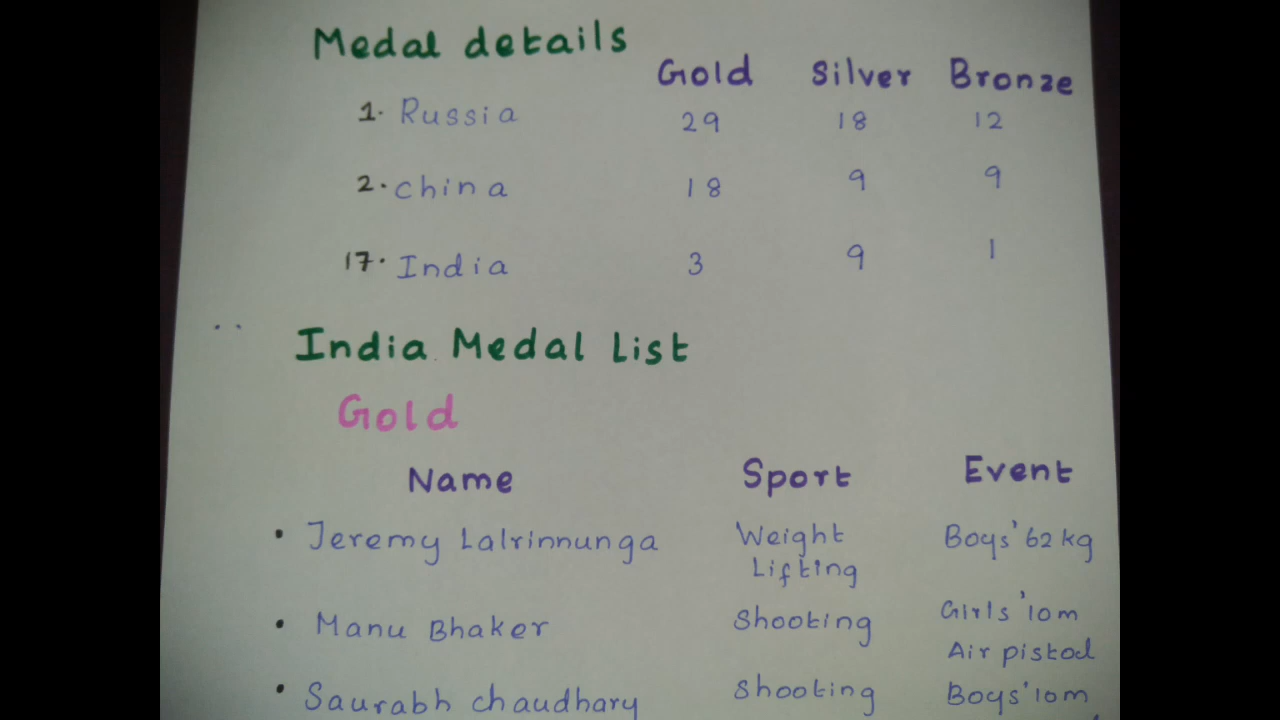 Medal details
Gold Silver Bronze
1. Russia 29 18 12
2. china 18 9 9
17. India 3 9 1
India Medal List
Gold
Name Sport Event
• Jeremy Lalrinnunga Weight Boys' 62 kg
Lifting
• Manu Bhaker Shooting Girls' 10m
Air pistol
• Saurabh chaudhary Shooting Boys' 10m